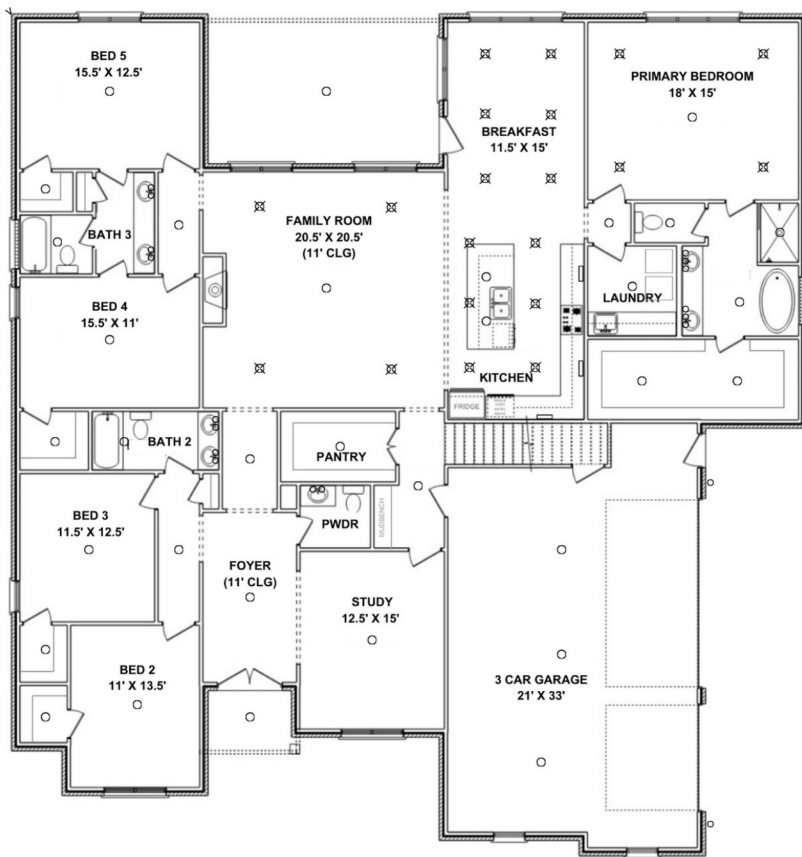 BED 5
15.5' X 12.5'
PRIMARY BEDROOM
18' X 15'
BREAKFAST
11.5' X 15'
BATH 3
FAMILY ROOM
20.5' X 20.5'
(11' CLG)
BED 4
15.5' X 11'
LAUNDRY
KITCHEN
FRIDGE
BATH 2
PANTRY
BED 3
11.5' X 12.5'
PWDR
MUDBENCH
FOYER
(11' CLG)
STUDY
12.5' X 15'
BED 2
11' X 13.5'
3 CAR GARAGE
21' X 33'